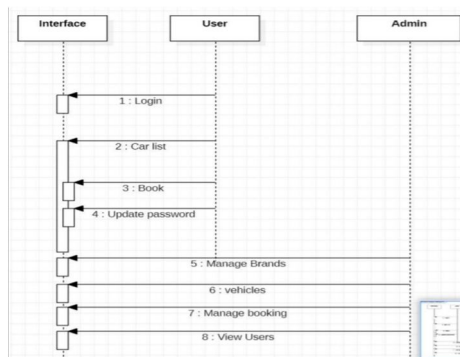 Interface
User
Admin
1 : Login
2 : Car list
3 : Book
4 : Update password
5 : Manage Brands
6 : vehicles
7 : Manage booking
8 : View Users